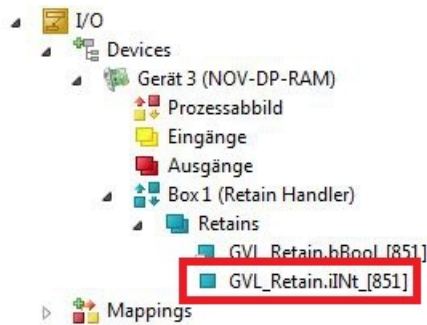 I/O
Devices
Gerät 3 (NOV-DP-RAM)
Prozessabbild
Eingänge
Ausgänge
Box 1 (Retain Handler)
Retains
GVL_Retain.bBool_[851]
GVL_Retain.iINt_[851]
Mappings